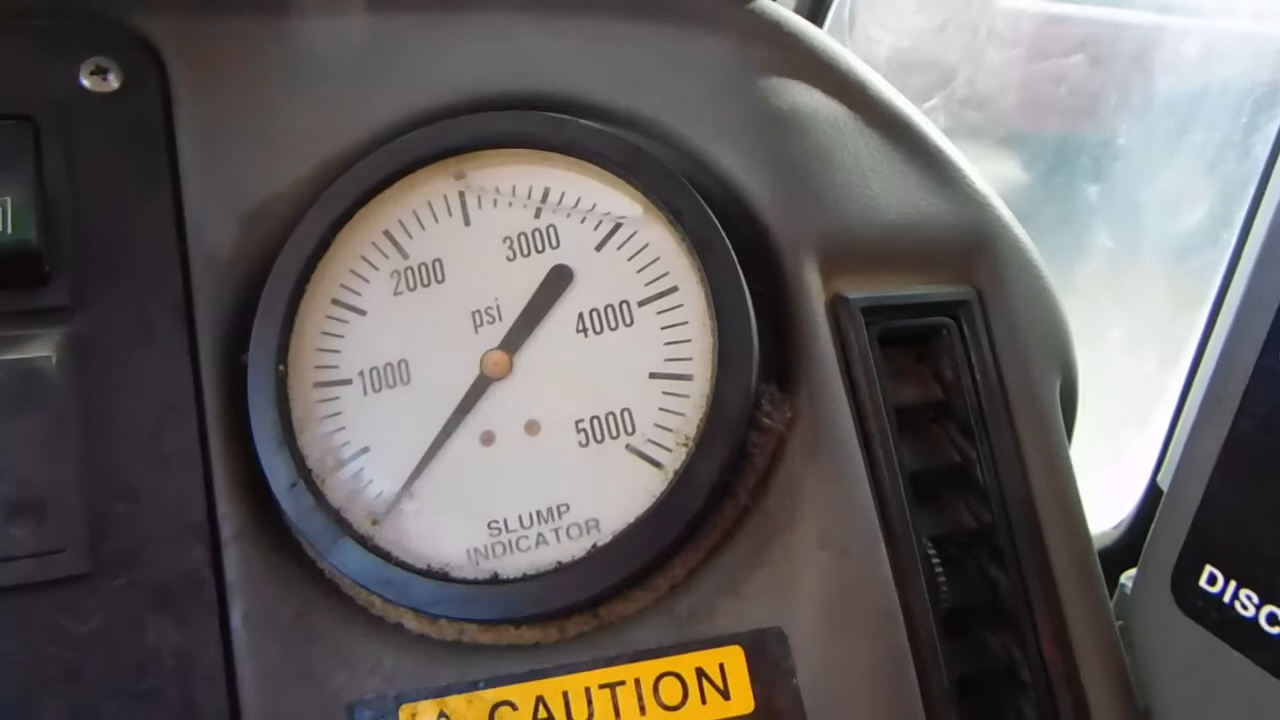 3000
2000
psi
4000
1000
5000
SLUMP
INDICATOR
CAUTION
DISC